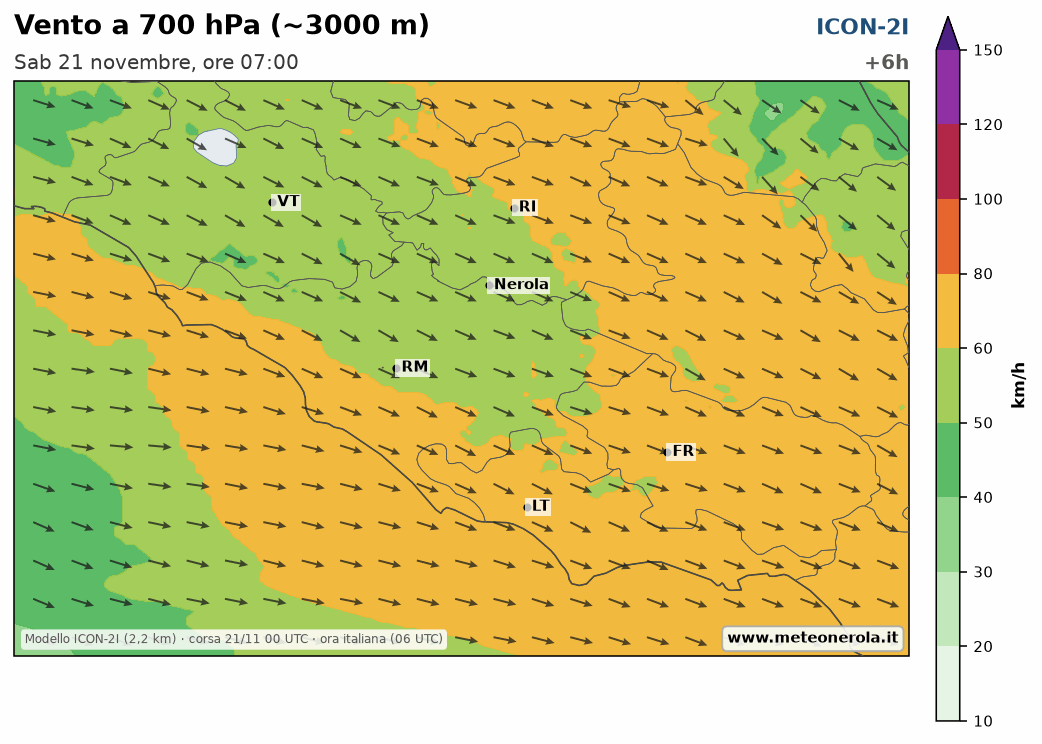 Vento a 700 hPa (~3000 m)
ICON-2I
Sab 21 novembre, ore 07:00
+6h
VT
RI
Nerola
RM
FR
LT
Modello ICON-2I (2,2 km) · corsa 21/11 00 UTC · ora italiana (06 UTC)
www.meteonerola.it
150
120
100
80
60
50
40
30
20
10
km/h